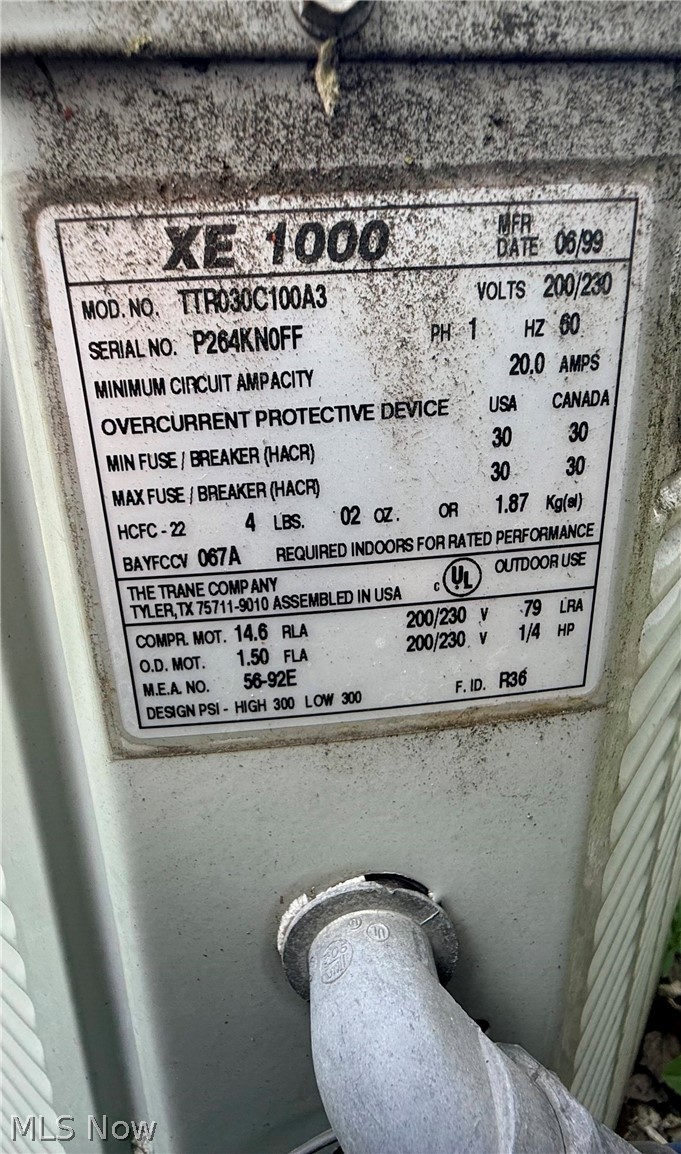 XE 1000 MFR DATE 06/99
MOD. NO. TTR030C100A3 VOLTS 200/230
SERIAL NO. P264KN0FF PH 1 HZ 60
MINIMUM CIRCUIT AMPACITY 20.0 AMPS
OVERCURRENT PROTECTIVE DEVICE USA CANADA
MIN FUSE / BREAKER (HACR) 30 30
MAX FUSE / BREAKER (HACR) 30 30
HCFC - 22 4 LBS. 02 OZ. OR 1.87 Kg(sl)
BAYFCCV 067A REQUIRED INDOORS FOR RATED PERFORMANCE
THE TRANE COMPANY
TYLER, TX 75711-9010 ASSEMBLED IN USA C UL OUTDOOR USE
COMPR. MOT. 14.6 RLA 200/230 V 79 LRA
O.D. MOT. 1.50 FLA 200/230 V 1/4 HP
M.E.A. NO. 56-92E
DESIGN PSI - HIGH 300 LOW 300 F. ID. R36
MLS Now